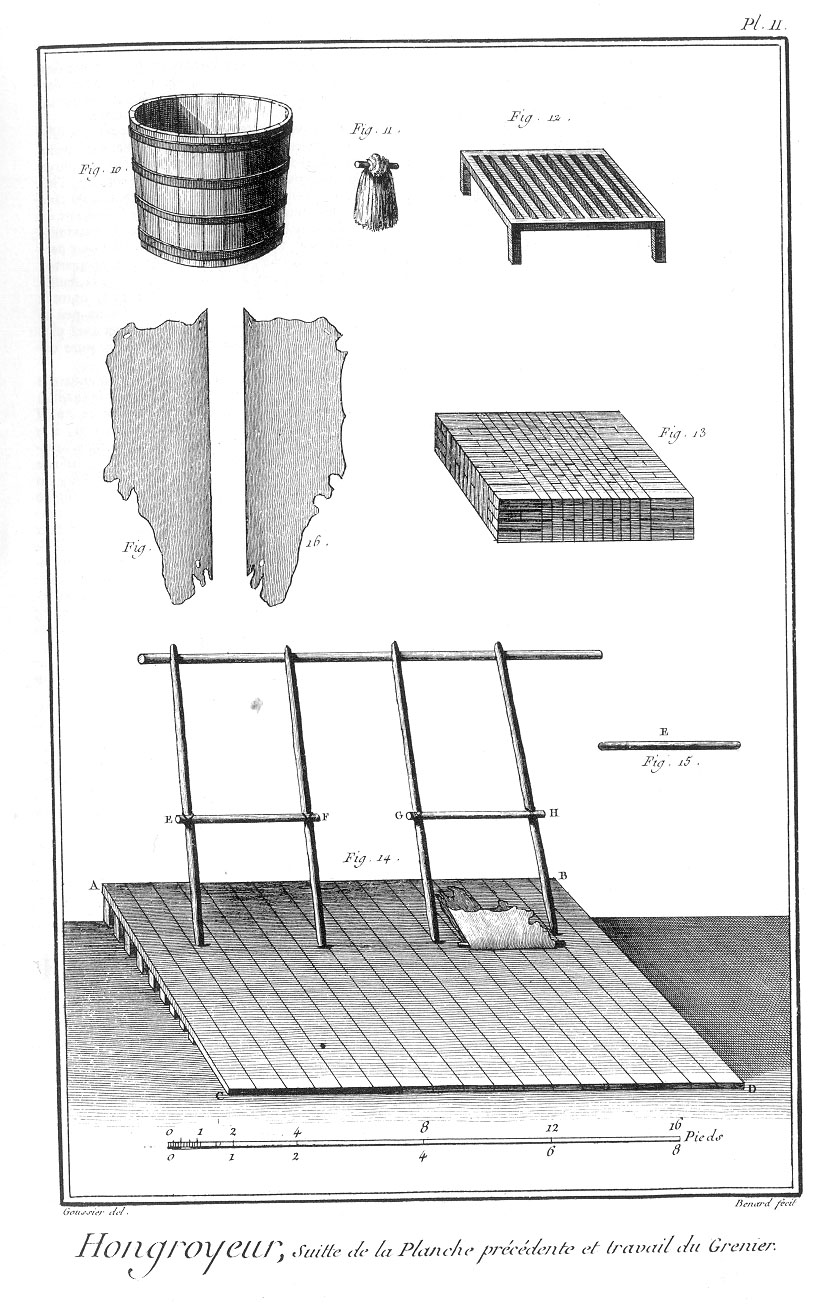 Pl. II.
Fig. 10.
Fig. 11.
Fig. 12.
Fig. 13
Fig. 16.
E
Fig. 15.
E F G H
Fig. 14.
A B
C D
0 1 2 4 8 12 16 Pieds
0 1 2 4 6 8
Goussier del.
Benard fecit
Hongroyeur, Suitte de la Planche précédente et travail du Grenier.